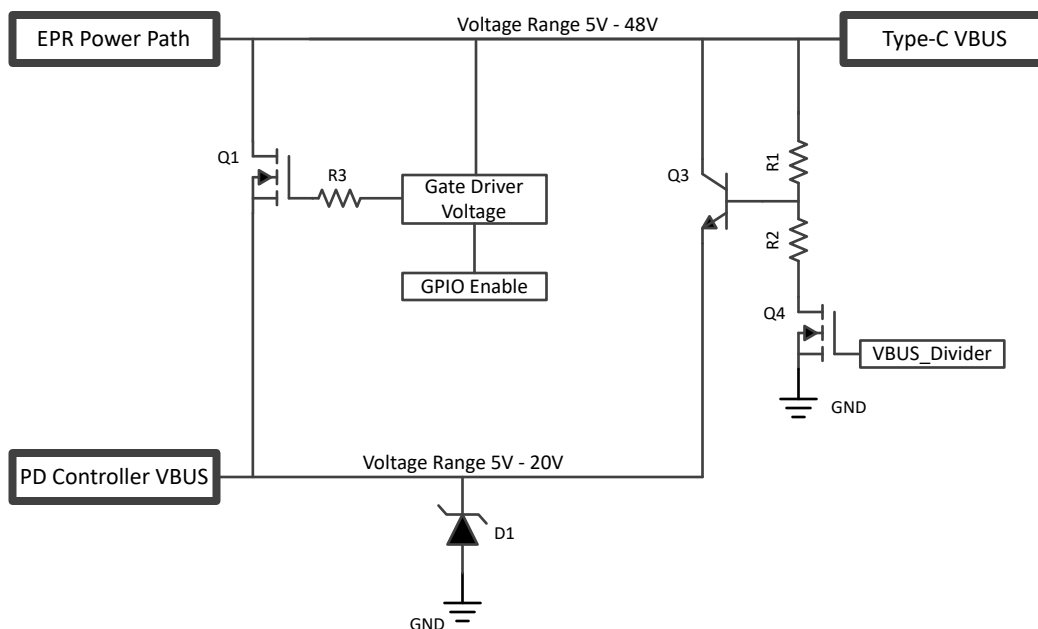 Voltage Range 5V - 48V
EPR Power Path
Type-C VBUS
Q1
R3
Gate Driver
Voltage
GPIO Enable
Q3
R1
R2
Q4
VBUS_Divider
GND
PD Controller VBUS
Voltage Range 5V - 20V
D1
GND